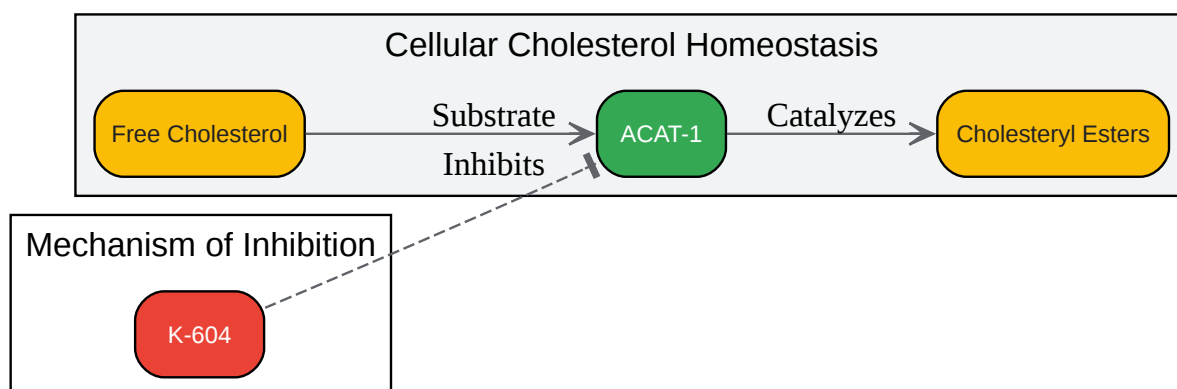 Cellular Cholesterol Homeostasis
Free Cholesterol
Substrate
ACAT-1
Catalyzes
Cholesteryl Esters
Inhibits
Mechanism of Inhibition
K-604